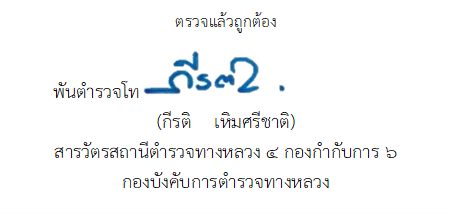 ตรวจแล้วถูกต้อง
พันตำรวจโท กีรติ
(กีรติ เหิมศรีชาติ)
สารวัตรสถานีตำรวจทางหลวง ๔ กองกำกับการ ๖
กองบังคับการตำรวจทางหลวง